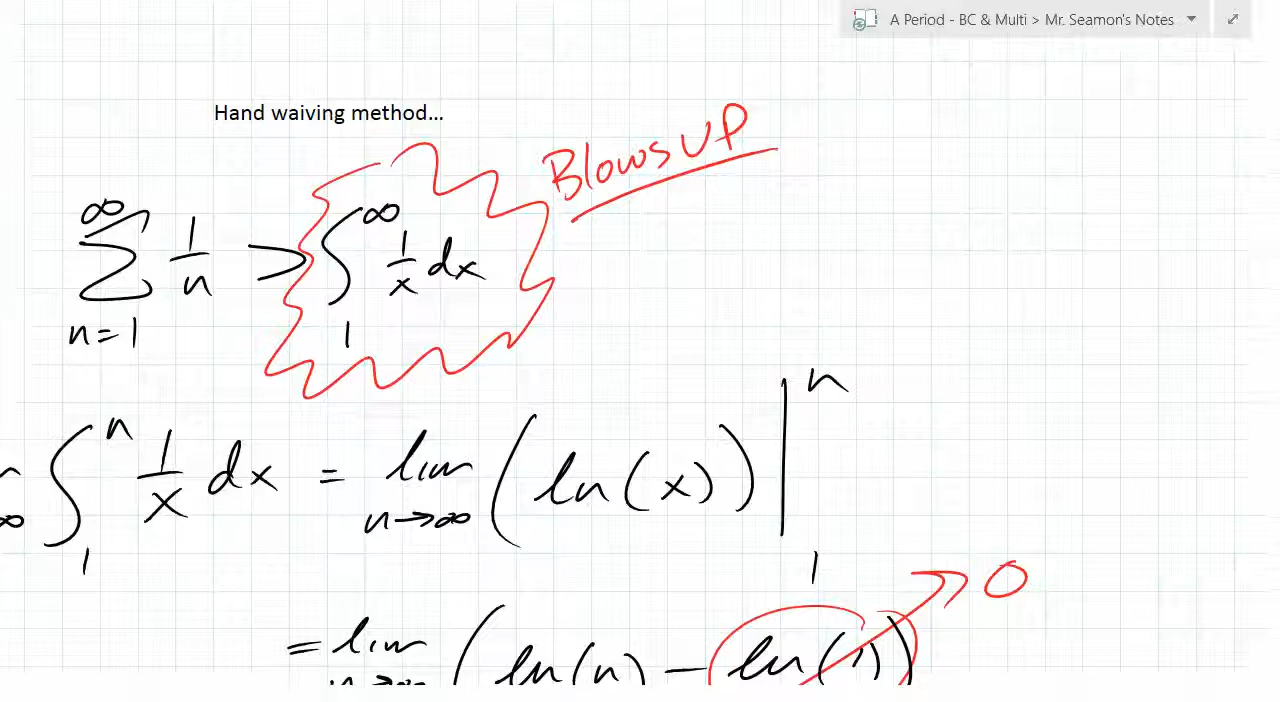 A Period - BC & Multi > Mr. Seamon's Notes
Hand waiving method...
Blows UP
∞ ∞
∑ 1/n > ∫ 1/x dx
n=1 1
n n
∫ 1/x dx = lim (ln(x)) |
∞ 1 n→∞ 1
0
= lim (ln(n) - ln(1))
n→∞